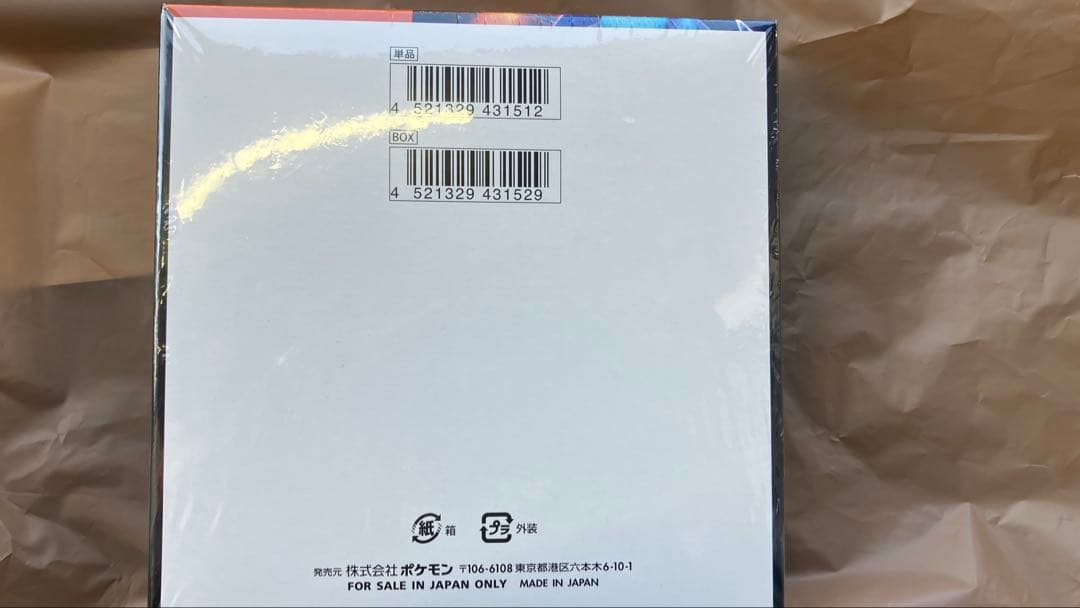 単品
4 521329 431512
BOX
4 521329 431529
紙 箱 プラ 外装
発売元 株式会社ポケモン 〒106-6108 東京都港区六本木6-10-1
FOR SALE IN JAPAN ONLY MADE IN JAPAN